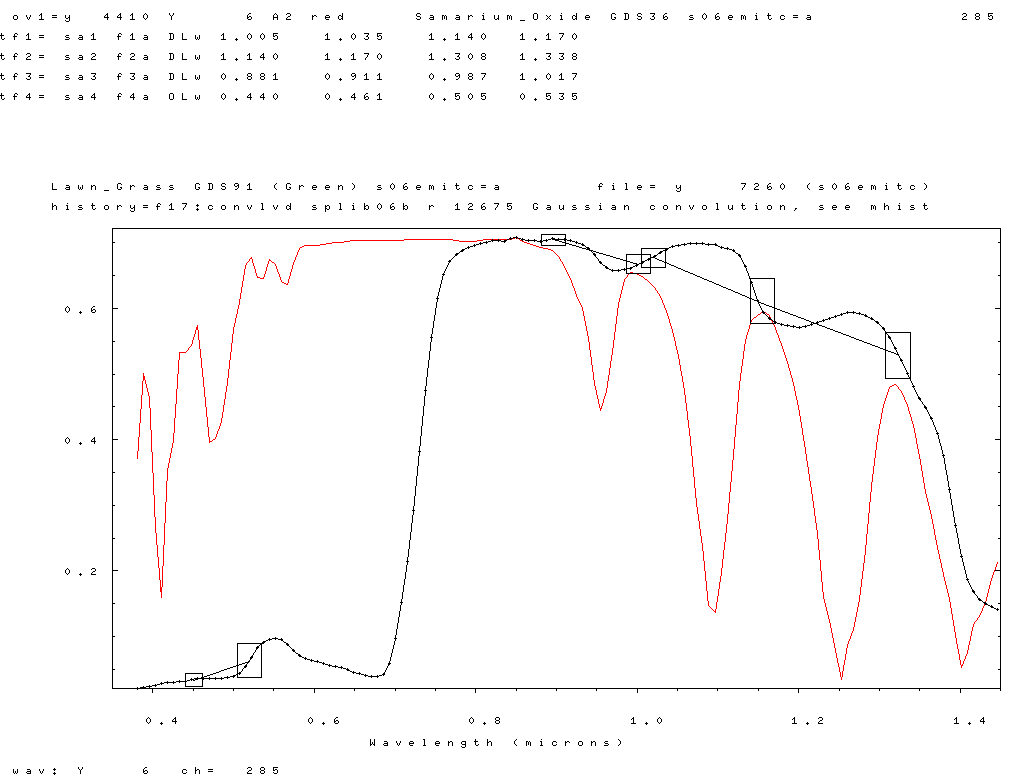 ov1=y 4410 Y 6 A2 red Samarium_Oxide GDS36 s06emitc=a 285
tf1= sa1 f1a DLw 1.005 1.035 1.140 1.170
tf2= sa2 f2a DLw 1.140 1.170 1.308 1.338
tf3= sa3 f3a DLw 0.881 0.911 0.987 1.017
tf4= sa4 f4a OLw 0.440 0.461 0.505 0.535
Lawn_Grass GDS91 (Green) s06emitc=a file= y 7260 (s06emitc)
history=f17:convlvd splib06b r 12675 Gaussian convolution, see mhist
0.6
0.4
0.2
0.4 0.6 0.8 1.0 1.2 1.4
Wavelength (microns)
wav: Y 6 ch= 285